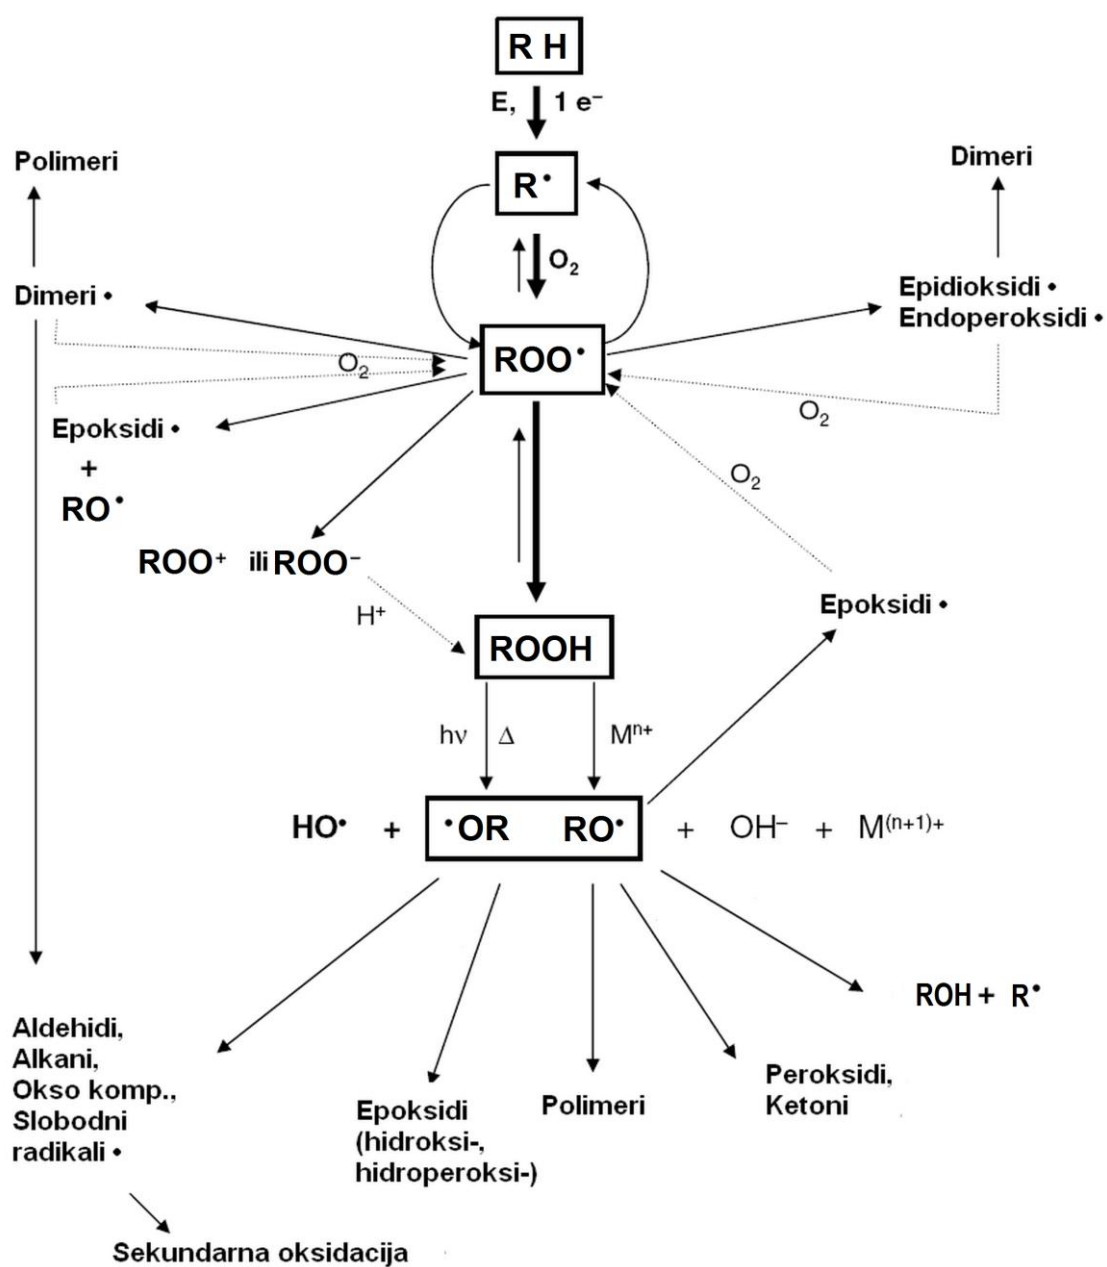 R H
E, 1 e⁻
Polimeri
Dimeri
R•
O₂
Dimeri •
Epidioksidi •
Endoperoksidi •
ROO•
O₂
O₂
Epoksidi •
+
RO•
O₂
ROO⁺ ili ROO⁻
H⁺
Epoksidi •
ROOH
hν Δ Mⁿ⁺
HO• + •OR RO• + OH⁻ + M⁽ⁿ⁺¹⁾⁺
ROH + R•
Aldehidi,
Alkani,
Okso komp.,
Slobodni
radikali •
Epoksidi
(hidroksi-,
hidroperoksi-)
Polimeri
Peroksidi,
Ketoni
Sekundarna oksidacija